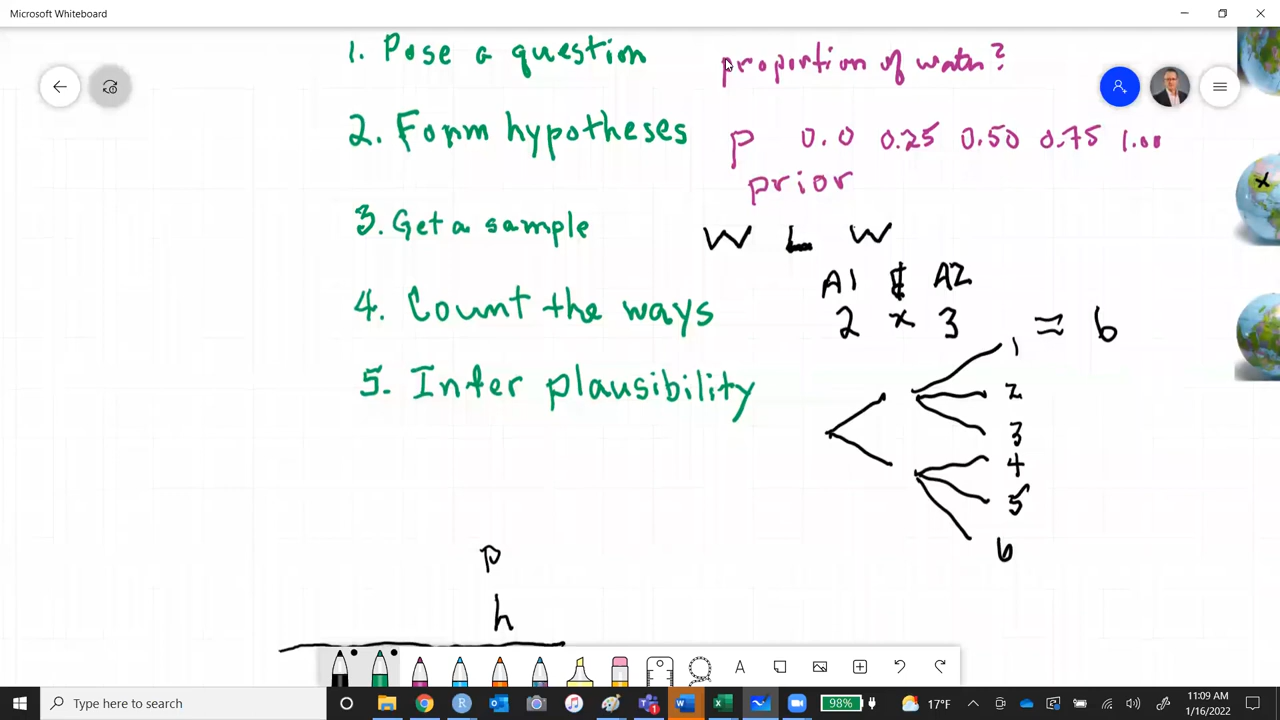 Microsoft Whiteboard
1. Pose a question
proportion of water?
2. Form hypotheses
p 0.0 0.25 0.50 0.75 1.00
prior
3. Get a sample
W L W
A1 & A2
4. Count the ways
2 x 3 = 6
1
2
3
4
5
6
5. Infer plausibility
x
p
h
A
Type here to search
98%
17°F
11:09 AM
1/16/2022